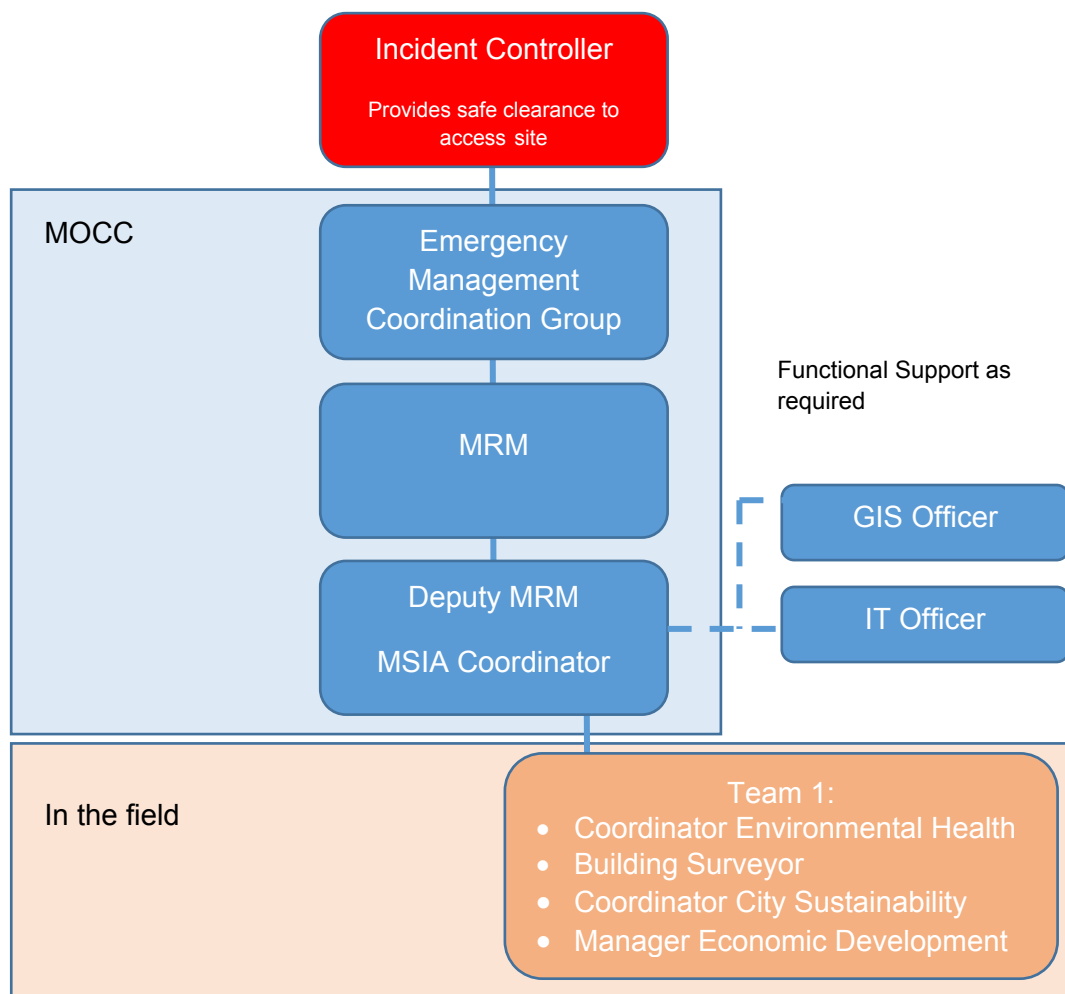 Incident Controller
Provides safe clearance to
access site
MOCC
Emergency
Management
Coordination Group
Functional Support as
required
MRM
GIS Officer
Deputy MRM
MSIA Coordinator
IT Officer
In the field
Team 1:
• Coordinator Environmental Health
• Building Surveyor
• Coordinator City Sustainability
• Manager Economic Development